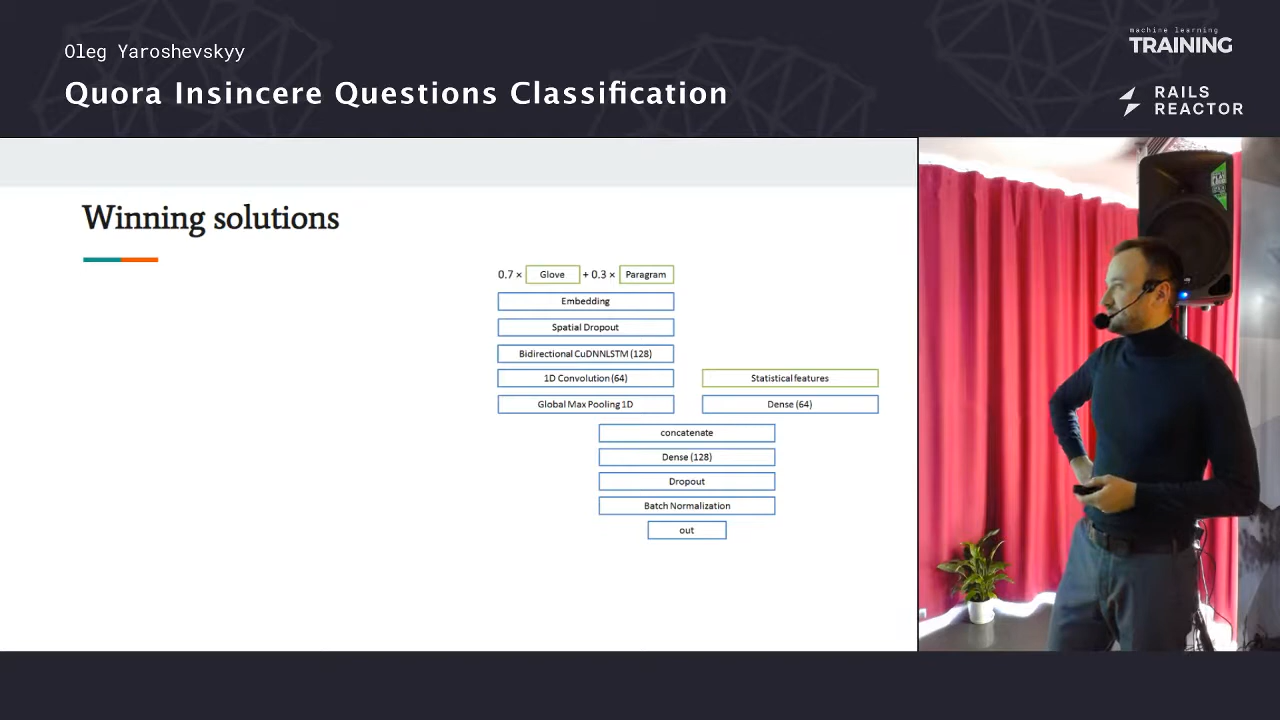 Oleg Yaroshevskyy
Quora Insincere Questions Classification
machine learning
TRAINING
RAILS
REACTOR
Winning solutions
0.7 × Glove + 0.3 × Paragram
Embedding
Spatial Dropout
Bidirectional CuDNNLSTM (128)
1D Convolution (64)
Statistical features
Global Max Pooling 1D
Dense (64)
concatenate
Dense (128)
Dropout
Batch Normalization
out